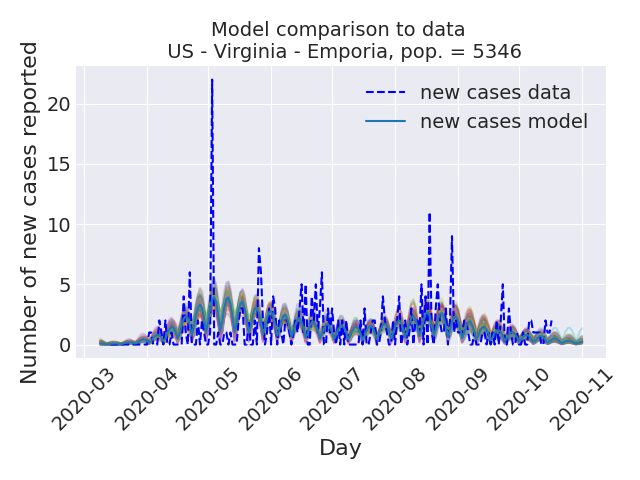 Model comparison to data
US - Virginia - Emporia, pop. = 5346
Number of new cases reported
20
15
10
5
0
new cases data
new cases model
2020-03
2020-04
2020-05
2020-06
2020-07
2020-08
2020-09
2020-10
2020-11
Day